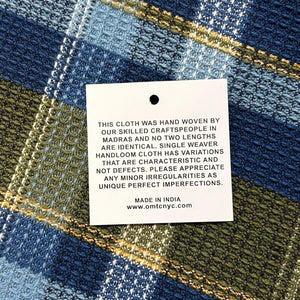 THIS CLOTH WAS HAND WOVEN BY
OUR SKILLED CRAFTSPEOPLE IN
MADRAS AND NO TWO LENGTHS
ARE IDENTICAL. SINGLE WEAVER
HANDLOOM CLOTH HAS VARIATIONS
THAT ARE CHARACTERISTIC AND
NOT DEFECTS. PLEASE APPRECIATE
ANY MINOR IRREGULARITIES AS
UNIQUE PERFECT IMPERFECTIONS.
MADE IN INDIA
www.omtcnyc.com